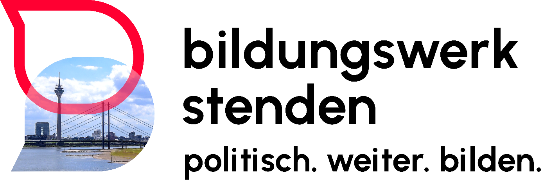 bildungswerk
stenden
politisch. weiter. bilden.